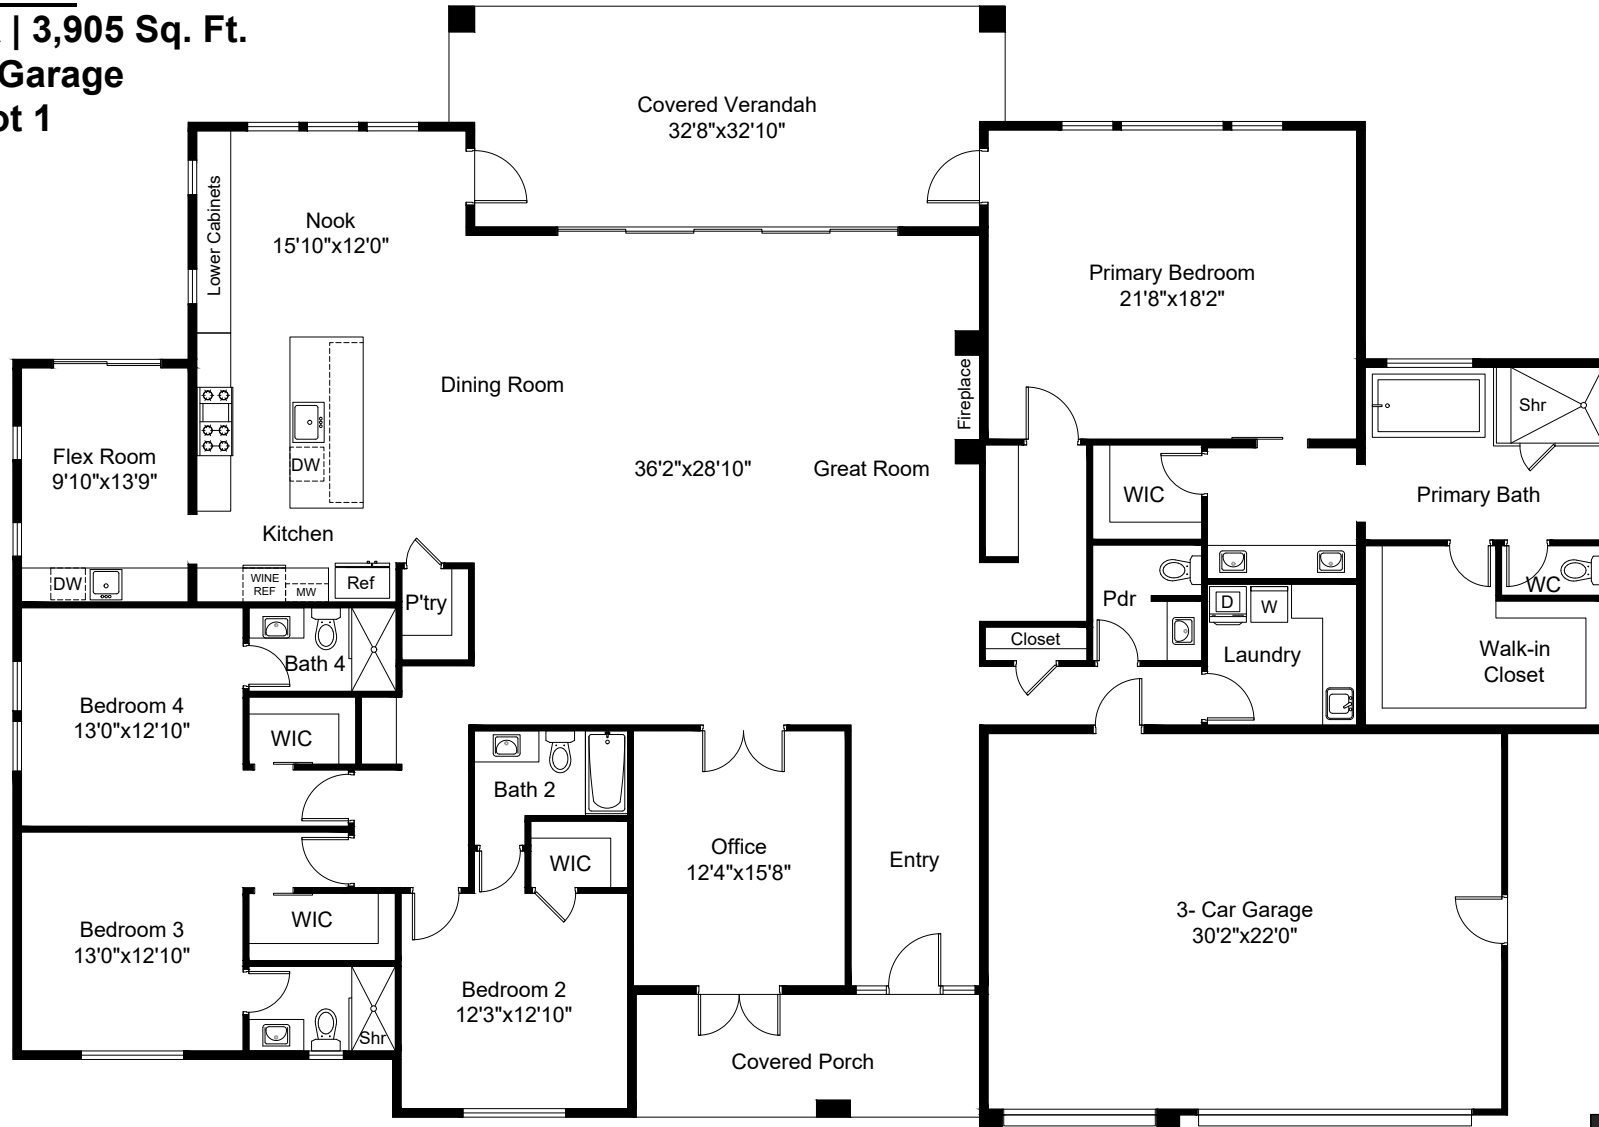 | 3,905 Sq. Ft.
Garage
ot 1
Covered Verandah
32'8"x32'10"
Lower Cabinets
Nook
15'10"x12'0"
Primary Bedroom
21'8"x18'2"
Dining Room
Fireplace
Shr
Flex Room
9'10"x13'9"
DW
36'2"x28'10"
Great Room
WIC
Primary Bath
Kitchen
DW
WINE
REF
MW
Ref
P'try
Pdr
D
W
WC
Bath 4
Closet
Laundry
Walk-in
Closet
Bedroom 4
13'0"x12'10"
WIC
Bath 2
Office
12'4"x15'8"
Entry
WIC
3- Car Garage
30'2"x22'0"
Bedroom 3
13'0"x12'10"
WIC
Bedroom 2
12'3"x12'10"
Shr
Covered Porch